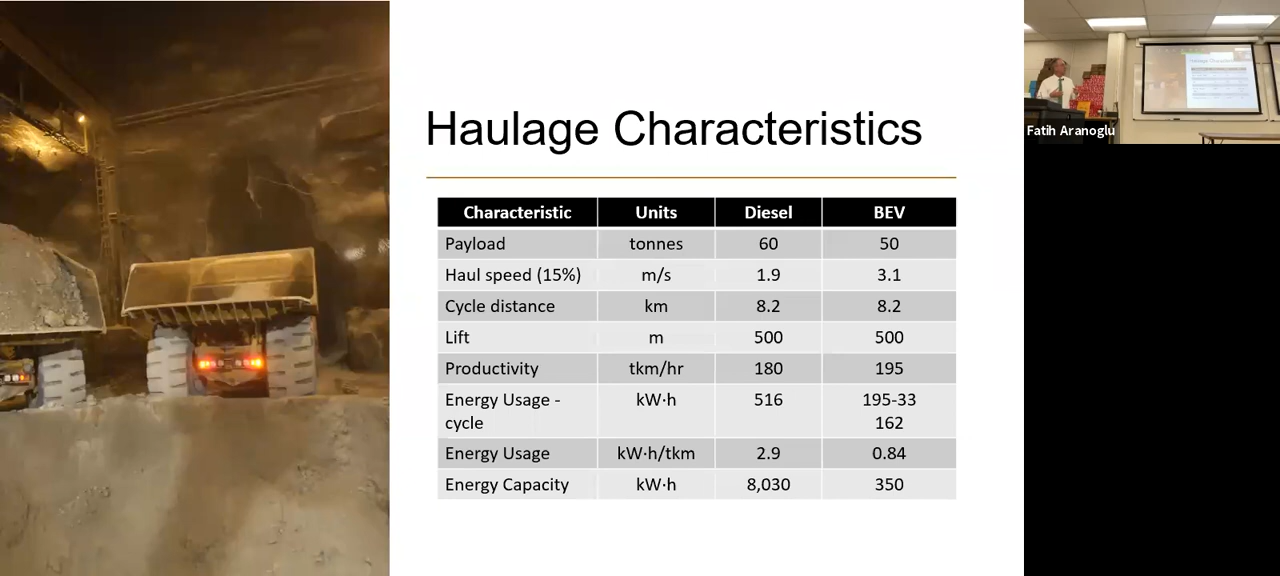 Haulage Characteristics
Characteristic Units Diesel BEV
Payload tonnes 60 50
Haul speed (15%) m/s 1.9 3.1
Cycle distance km 8.2 8.2
Lift m 500 500
Productivity tkm/hr 180 195
Energy Usage - kW·h 516 195-33
cycle 162
Energy Usage kW·h/tkm 2.9 0.84
Energy Capacity kW·h 8,030 350
Fatih Aranoglu